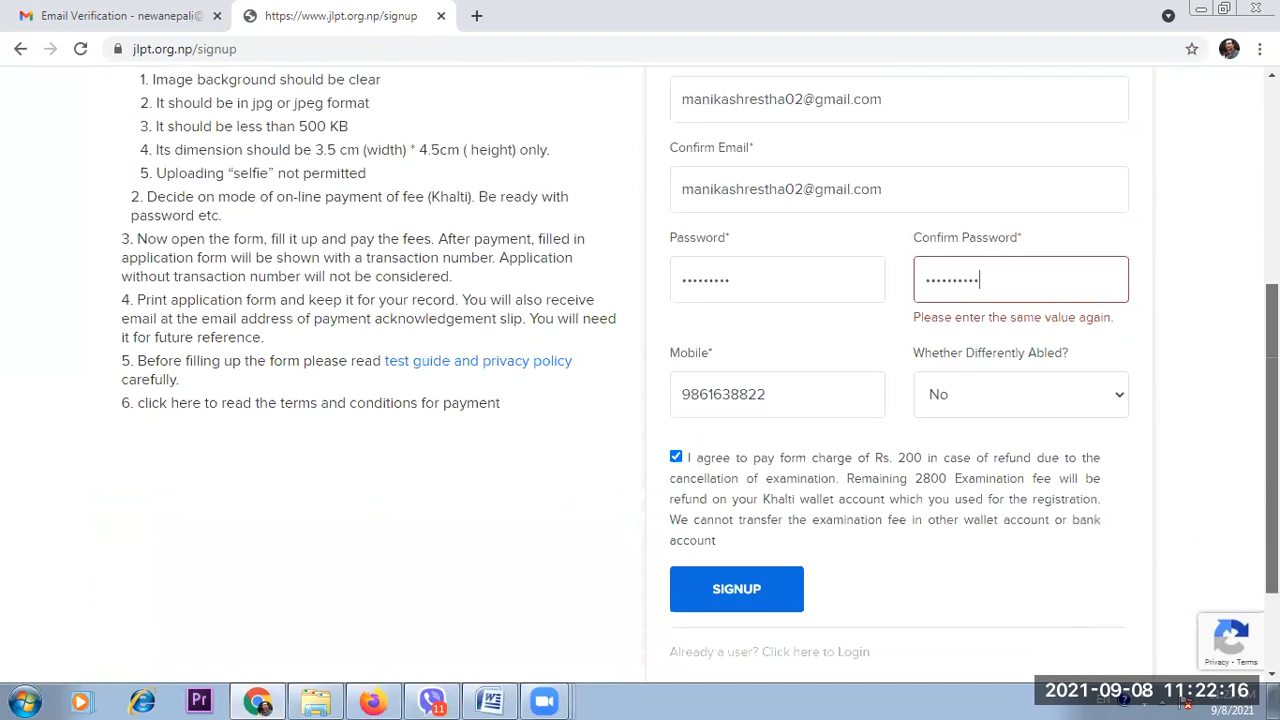 Email Verification - newanepali@
https://www.jlpt.org.np/signup
jlpt.org.np/signup
1. Image background should be clear
2. It should be in jpg or jpeg format
3. It should be less than 500 KB
4. Its dimension should be 3.5 cm (width) * 4.5cm ( height) only.
5. Uploading “selfie” not permitted
2. Decide on mode of on-line payment of fee (Khalti). Be ready with
password etc.
3. Now open the form, fill it up and pay the fees. After payment, filled in
application form will be shown with a transaction number. Application
without transaction number will not be considered.
4. Print application form and keep it for your record. You will also receive
email at the email address of payment acknowledgement slip. You will need
it for future reference.
5. Before filling up the form please read test guide and privacy policy
carefully.
6. click here to read the terms and conditions for payment
manikashrestha02@gmail.com
Confirm Email*
manikashrestha02@gmail.com
Password*
Confirm Password*
•••••••••
••••••••••
Please enter the same value again.
Mobile*
Whether Differently Abled?
9861638822
No
I agree to pay form charge of Rs. 200 in case of refund due to the
cancellation of examination. Remaining 2800 Examination fee will be
refund on your Khalti wallet account which you used for the registration.
We cannot transfer the examination fee in other wallet account or bank
account
SIGNUP
Already a user? Click here to Login
Privacy - Terms
Pr
11
2021-09-08 11:22:16
EN
9/8/2021